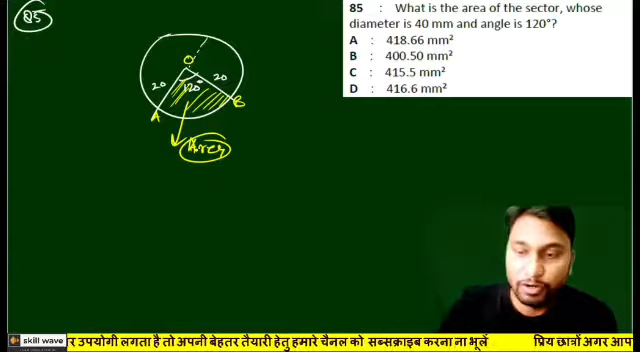 Q5
85 : What is the area of the sector, whose
diameter is 40 mm and angle is 120°?
A : 418.66 mm²
B : 400.50 mm²
C : 415.5 mm²
D : 416.6 mm²
O
20 120° 20
A B
Area
skill wave
र उपयोगी लगता है तो अपनी बेहतर तैयारी हेतु हमारे चैनल को सब्सक्राइब करना ना भूलें प्रिय छात्रों अगर आप